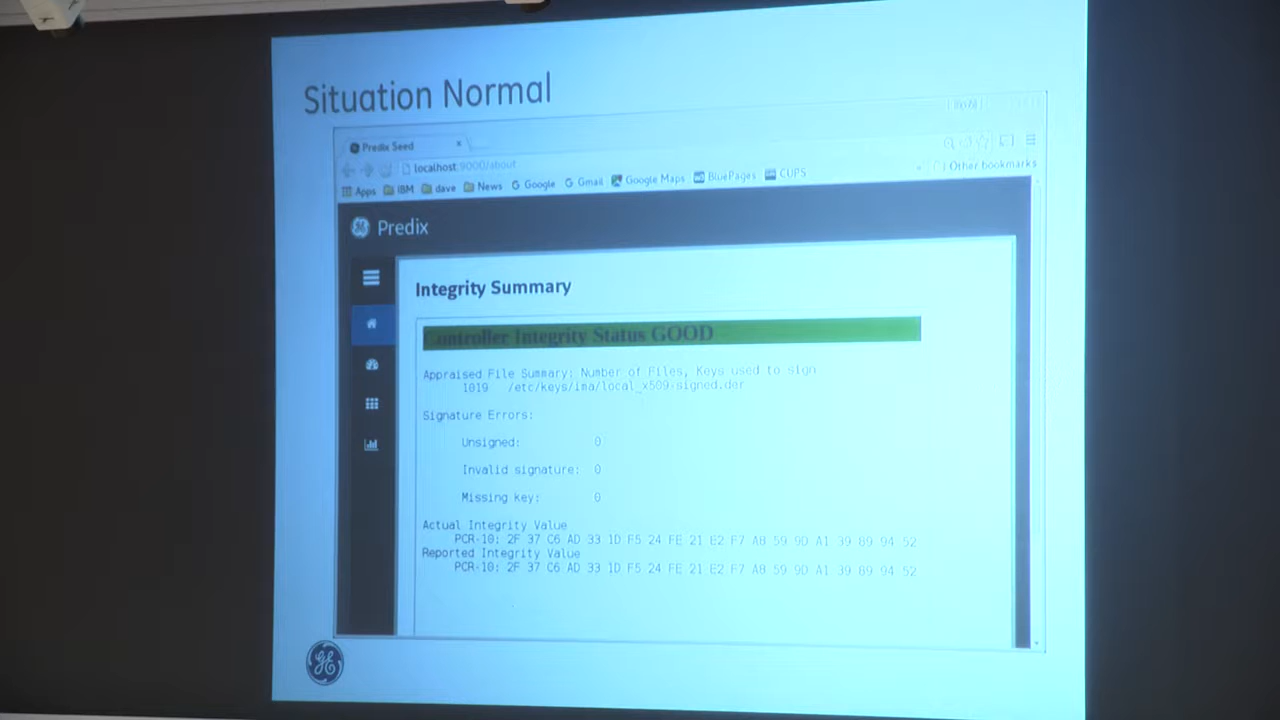 Situation Normal
Predix Seed ×
localhost:9000/about
Apps IBM dave News Google Gmail Google Maps BluePages CUPS Other bookmarks
Predix
Integrity Summary
Controller Integrity Status GOOD
Appraised File Summary: Number of Files, Keys used to sign
1019 /etc/keys/ima/local_x509-signed.der
Signature Errors:
Unsigned: 0
Invalid signature: 0
Missing key: 0
Actual Integrity Value
PCR-10: 2F 37 C6 AD 33 1D F5 24 FE 21 E2 F7 A8 59 9D A1 39 89 94 52
Reported Integrity Value
PCR-10: 2F 37 C6 AD 33 1D F5 24 FE 21 E2 F7 A8 59 9D A1 39 89 94 52
GE